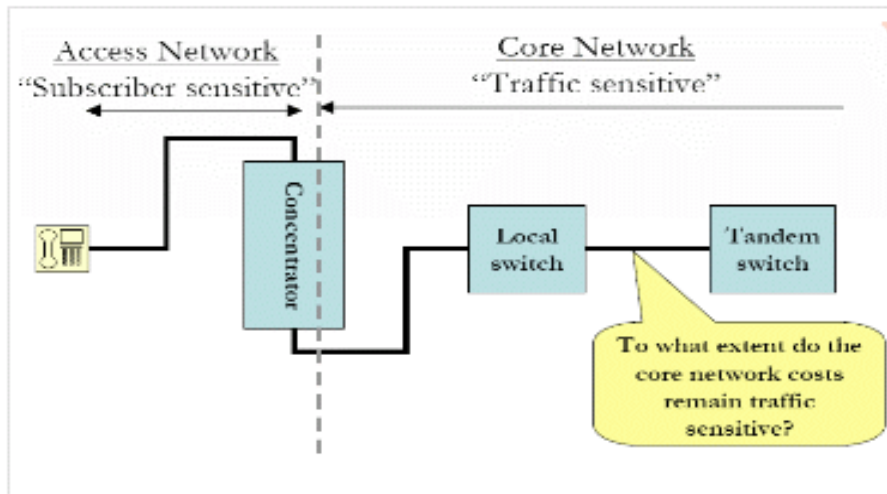 Access Network
“Subscriber sensitive”
Core Network
“Traffic sensitive”
Concentrator
Local
switch
Tandem
switch
To what extent do the
core network costs
remain traffic
sensitive?